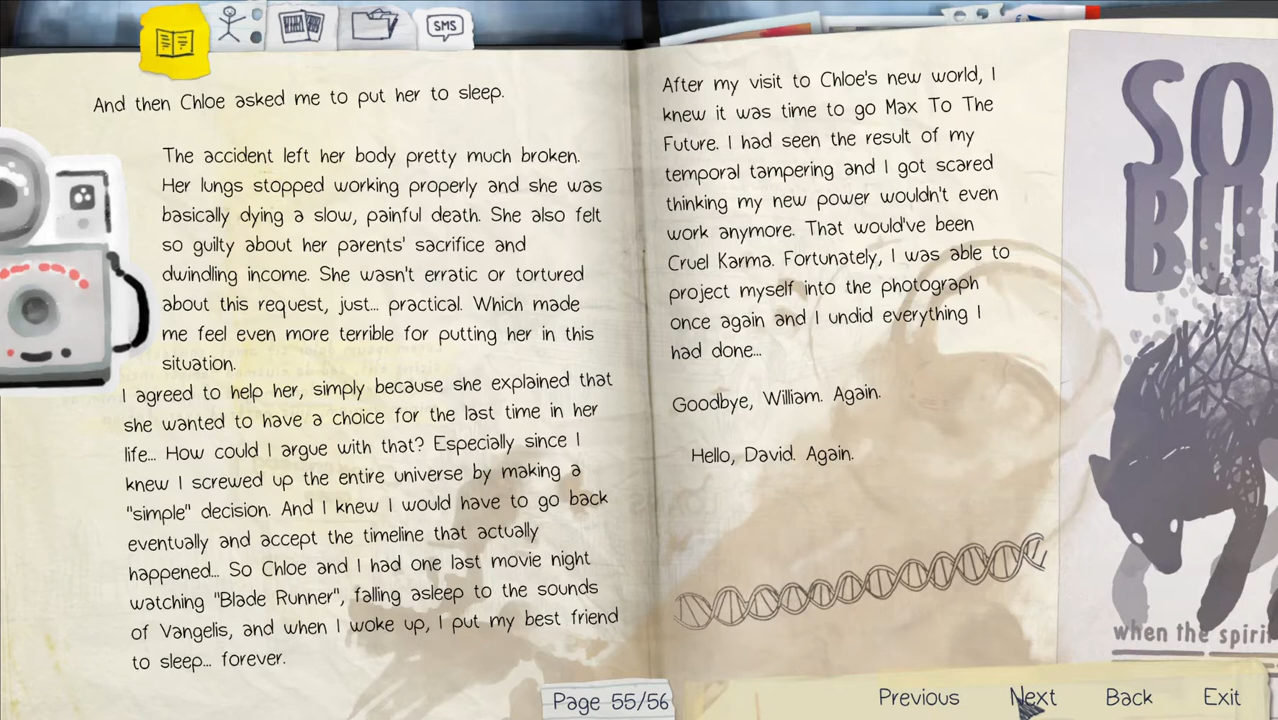 SMS
And then Chloe asked me to put her to sleep.
The accident left her body pretty much broken.
Her lungs stopped working properly and she was
basically dying a slow, painful death. She also felt
so guilty about her parents' sacrifice and
dwindling income. She wasn't erratic or tortured
about this request, just... practical. Which made
me feel even more terrible for putting her in this
situation.
I agreed to help her, simply because she explained that
she wanted to have a choice for the last time in her
life... How could I argue with that? Especially since I
knew I screwed up the entire universe by making a
"simple" decision. And I knew I would have to go back
eventually and accept the timeline that actually
happened... So Chloe and I had one last movie night
watching "Blade Runner", falling asleep to the sounds
of Vangelis, and when I woke up, I put my best friend
to sleep... forever.
After my visit to Chloe's new world, I
knew it was time to go Max To The
Future. I had seen the result of my
temporal tampering and I got scared
thinking my new power wouldn't even
work anymore. That would've been
Cruel Karma. Fortunately, I was able to
project myself into the photograph
once again and I undid everything I
had done...
Goodbye, William. Again.
Hello, David. Again.
SO
when the spiri
Page 55/56
Previous
Next
Back
Exit